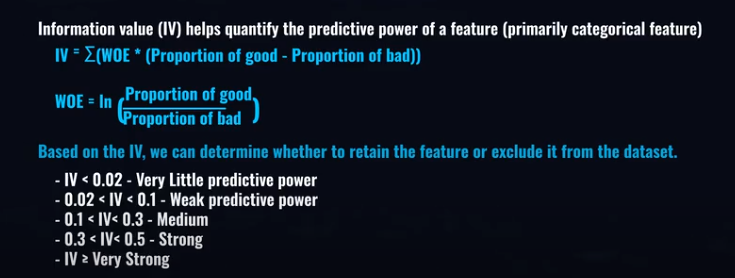 Information value (IV) helps quantify the predictive power of a feature (primarily categorical feature)
IV = ∑(WOE * (Proportion of good - Proportion of bad))
WOE = ln (Proportion of good
Proportion of bad)
Based on the IV, we can determine whether to retain the feature or exclude it from the dataset.
- IV < 0.02 - Very Little predictive power
- 0.02 < IV < 0.1 - Weak predictive power
- 0.1 < IV< 0.3 - Medium
- 0.3 < IV< 0.5 - Strong
- IV ≥ Very Strong